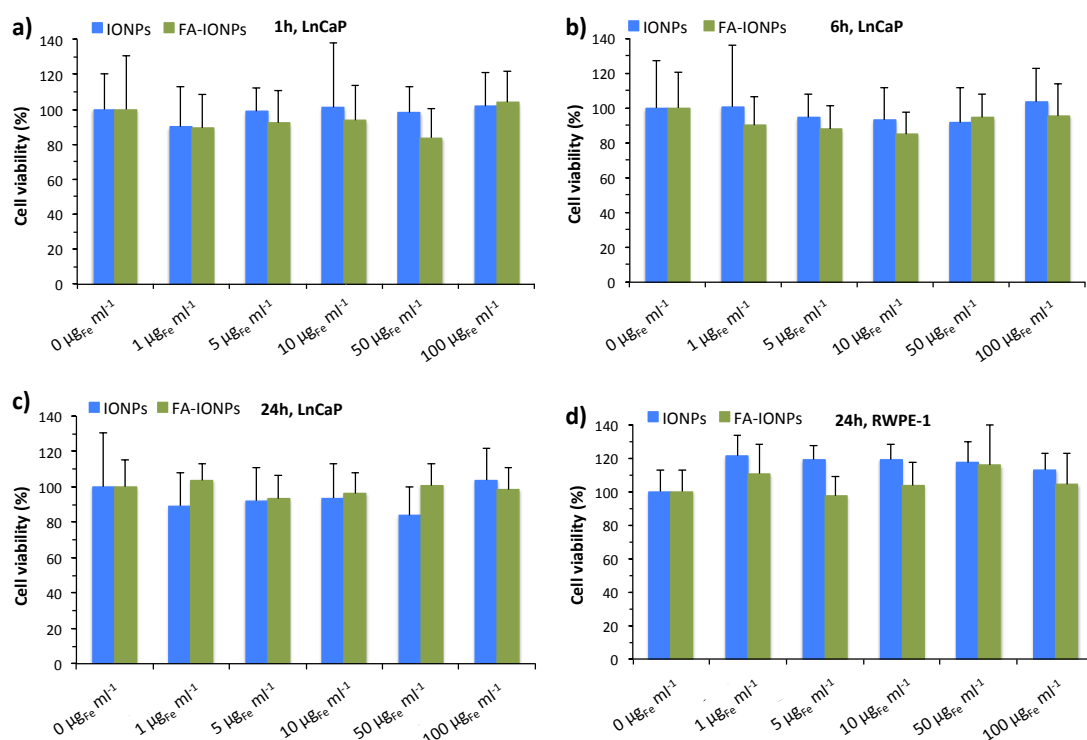 a)
IONPs FA-IONPs 1h, LnCaP
Cell viability (%)
140
120
100
80
60
40
20
0
0 µgFe ml-1
1 µgFe ml-1
5 µgFe ml-1
10 µgFe ml-1
50 µgFe ml-1
100 µgFe ml-1
b)
IONPs FA-IONPs 6h, LnCaP
Cell viability (%)
140
120
100
80
60
40
20
0
0 µgFe ml-1
1 µgFe ml-1
5 µgFe ml-1
10 µgFe ml-1
50 µgFe ml-1
100 µgFe ml-1
c)
IONPs FA-IONPs 24h, LnCaP
Cell viability (%)
140
120
100
80
60
40
20
0
0 µgFe ml-1
1 µgFe ml-1
5 µgFe ml-1
10 µgFe ml-1
50 µgFe ml-1
100 µgFe ml-1
d)
IONPs FA-IONPs 24h, RWPE-1
Cell viability (%)
140
120
100
80
60
40
20
0
0 µgFe ml-1
1 µgFe ml-1
5 µgFe ml-1
10 µgFe ml-1
50 µgFe ml-1
100 µgFe ml-1